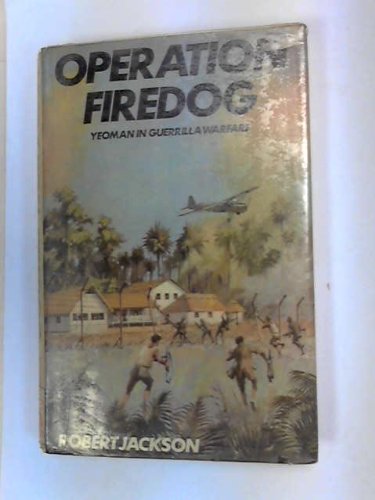 OPERATION
FIREDOG
YEOMAN IN GUERRILLA WARFARE
ROBERT JACKSON